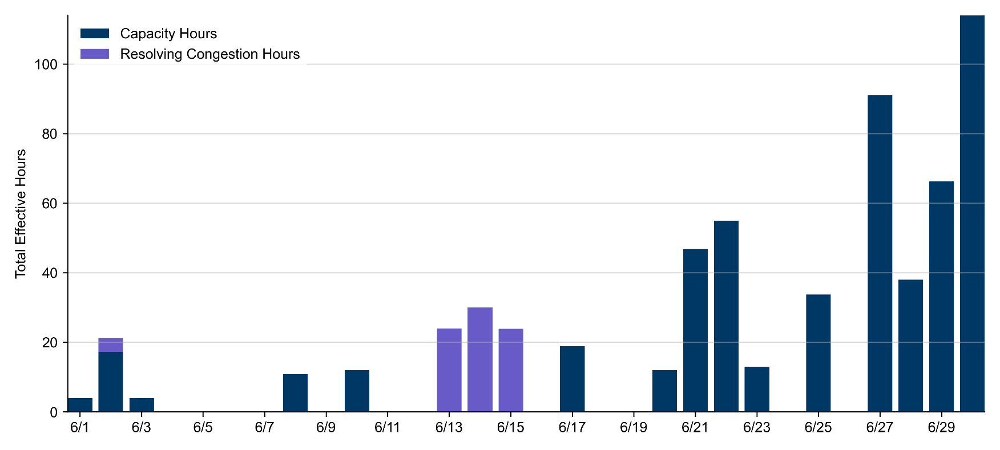 Capacity Hours
Resolving Congestion Hours
Total Effective Hours
100
80
60
40
20
0
6/1 6/3 6/5 6/7 6/9 6/11 6/13 6/15 6/17 6/19 6/21 6/23 6/25 6/27 6/29